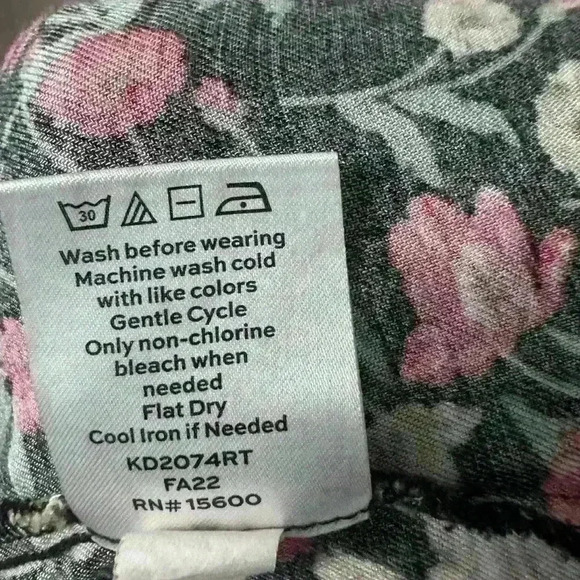 30
Wash before wearing
Machine wash cold
with like colors
Gentle Cycle
Only non-chlorine
bleach when
needed
Flat Dry
Cool Iron if Needed
KD2074RT
FA22
RN# 15600